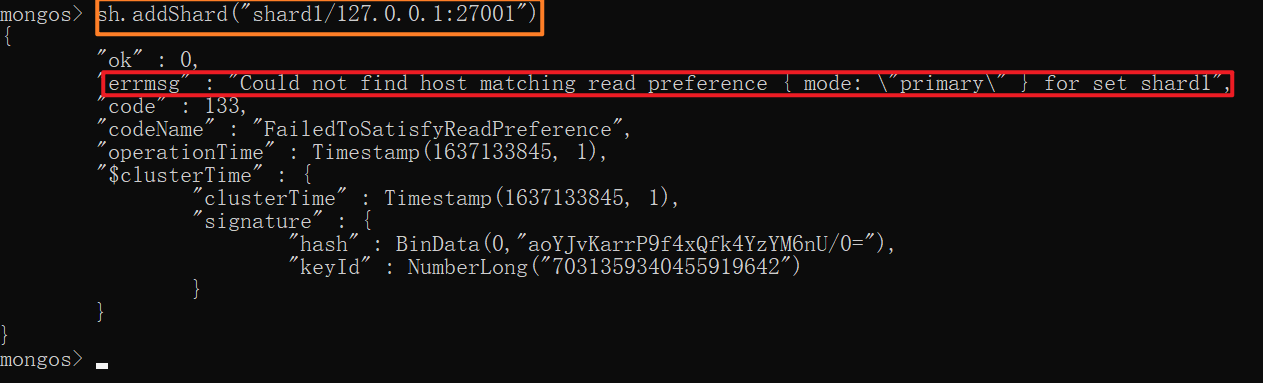 mongos> sh.addShard("shard1/127.0.0.1:27001")
{
"ok" : 0,
"errmsg" : "Could not find host matching read preference { mode: \"primary\" } for set shard1",
"code" : 133,
"codeName" : "FailedToSatisfyReadPreference",
"operationTime" : Timestamp(1637133845, 1),
"$clusterTime" : {
"clusterTime" : Timestamp(1637133845, 1),
"signature" : {
"hash" : BinData(0,"aoYJvKarrP9f4xQfk4YzYM6nU/0="),
"keyId" : NumberLong("7031359340455919642")
}
}
}
mongos>